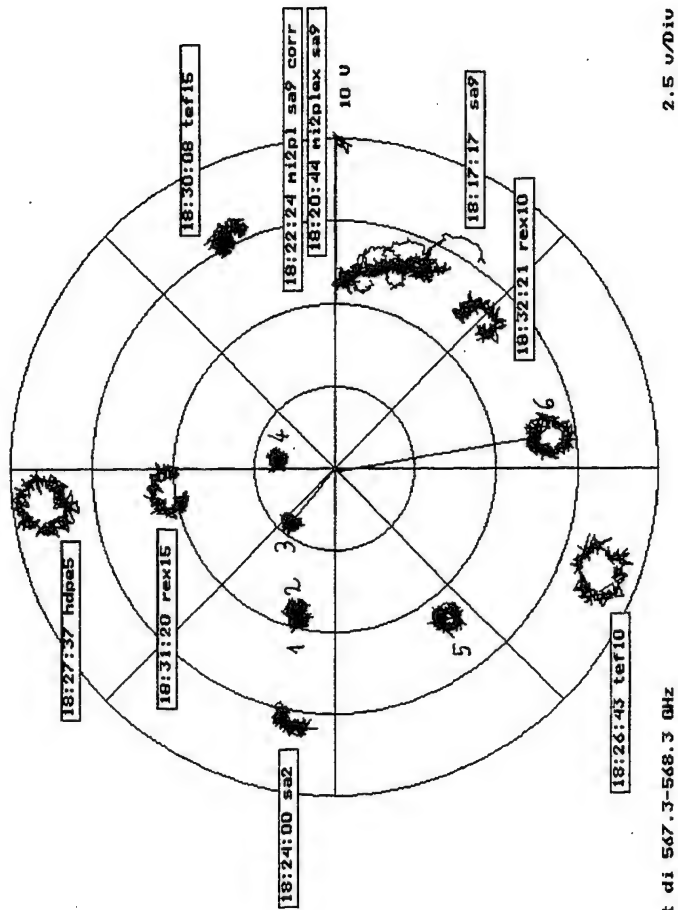 18:30:08 tef15
18:22:24 mi2pl sa9 corr
18:20:44 mi2plex sa9
10 V
18:17:17 sa9
18:32:21 rex10
2.5 v/Div
18:27:37 hdpe5
18:31:20 rex15
18:24:00 sa2
18:26:43 tef10
1
2
3
4
5
6
t di 567.3-568.3 GHz